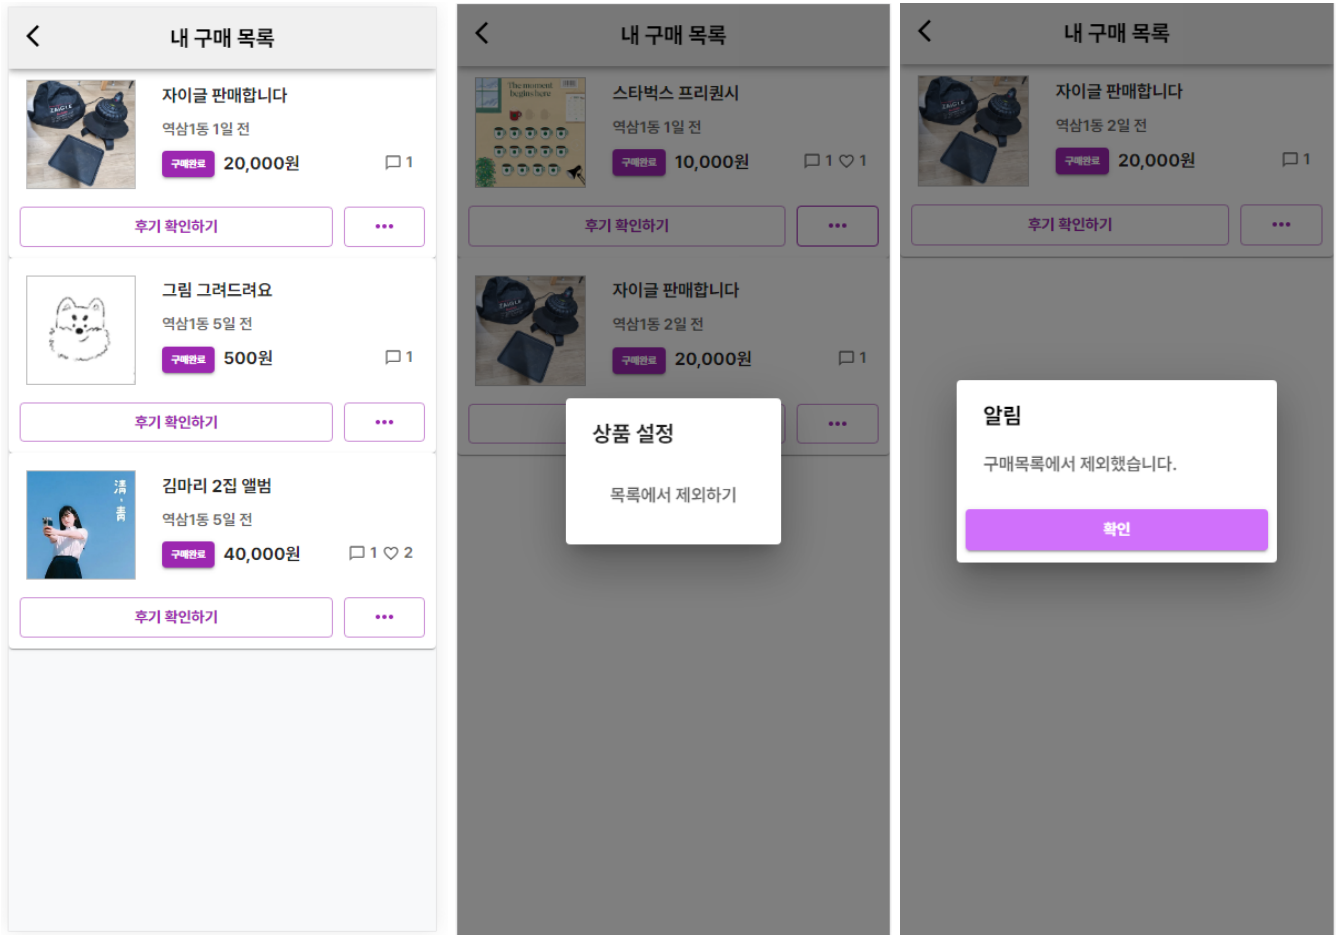 내 구매 목록
자이글 판매합니다
역삼1동 1일 전
구매완료 20,000원 1
후기 확인하기 •••
그림 그려드려요
역삼1동 5일 전
구매완료 500원 1
후기 확인하기 •••
淸·靑
김마리 2집 앨범
역삼1동 5일 전
구매완료 40,000원 1 2
후기 확인하기 •••
내 구매 목록
The moment
begins here
스타벅스 프리퀀시
역삼1동 1일 전
구매완료 10,000원 1 1
후기 확인하기 •••
자이글 판매합니다
역삼1동 2일 전
구매완료 20,000원 1
•••
상품 설정
목록에서 제외하기
내 구매 목록
자이글 판매합니다
역삼1동 2일 전
구매완료 20,000원 1
후기 확인하기 •••
알림
구매목록에서 제외했습니다.
확인